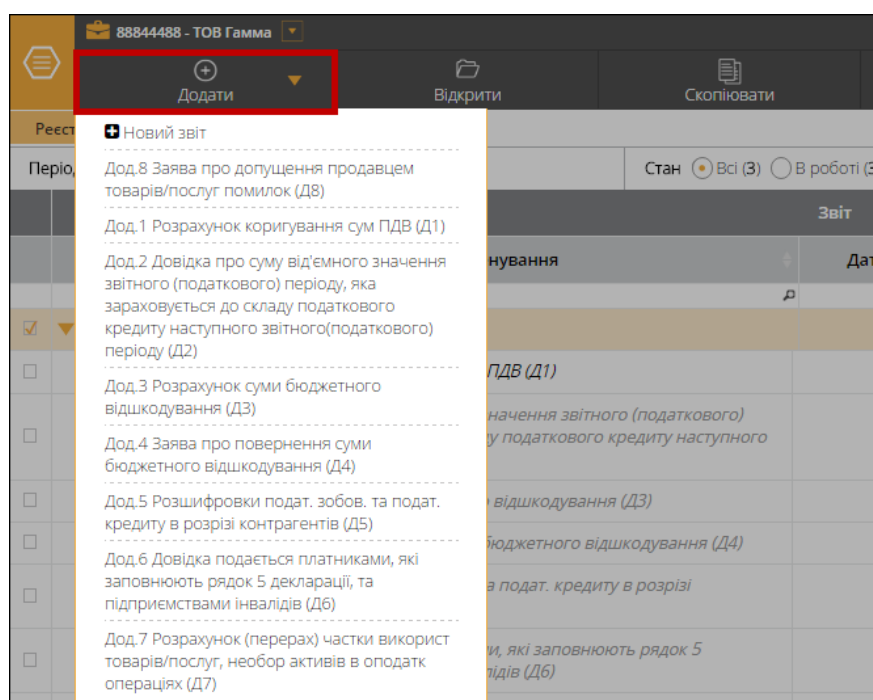 88844488 - ТОВ Гамма
Додати
Відкрити
Скопіювати
Реєст
Новий звіт
Період,
Стан Всі (3) В роботі (3
Дод.8 Заява про допущення продавцем
товарів/послуг помилок (Д8)
Звіт
Дод.1 Розрахунок коригування сум ПДВ (Д1)
Дод.2 Довідка про суму від'ємного значення
звітного (податкового) періоду, яка
зараховується до складу податкового
кредиту наступного звітного(податкового)
періоду (Д2)
нування
Дат
ПДВ (Д1)
Дод.3 Розрахунок суми бюджетного
відшкодування (Д3)
начення звітного (податкового)
у податкового кредиту наступного
Дод.4 Заява про повернення суми
бюджетного відшкодування (Д4)
Дод.5 Розшифровки подат. зобов. та подат.
кредиту в розрізі контрагентів (Д5)
відшкодування (Д3)
бюджетного відшкодування (Д4)
Дод.6 Довідка подається платниками, які
заповнюють рядок 5 декларації, та
підприємствами інвалідів (Д6)
а подат. кредиту в розрізі
Дод.7 Розрахунок (перерах) частки використ
товарів/послуг, необор активів в оподатк
операціях (Д7)
и, які заповнюють рядок 5
лідів (Д6)